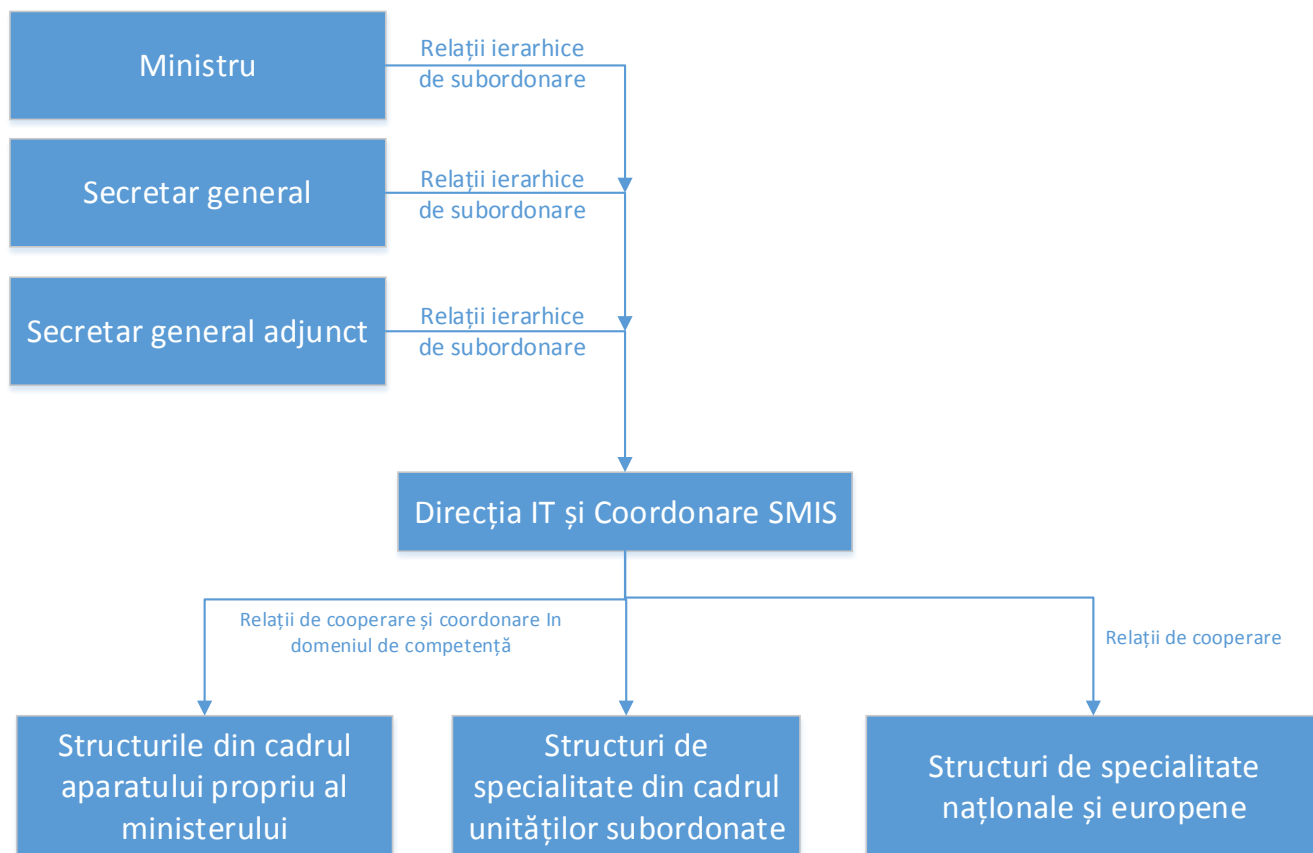 Ministru
Relații ierarhice
de subordonare
Secretar general
Relații ierarhice
de subordonare
Secretar general adjunct
Relații ierarhice
de subordonare
Direcția IT și Coordonare SMIS
Relații de cooperare și coordonare In
domeniul de competență
Relații de cooperare
Structurile din cadrul
aparatului propriu al
ministerului
Structuri de
specialitate din cadrul
unităților subordonate
Structuri de specialitate
națIonale și europene